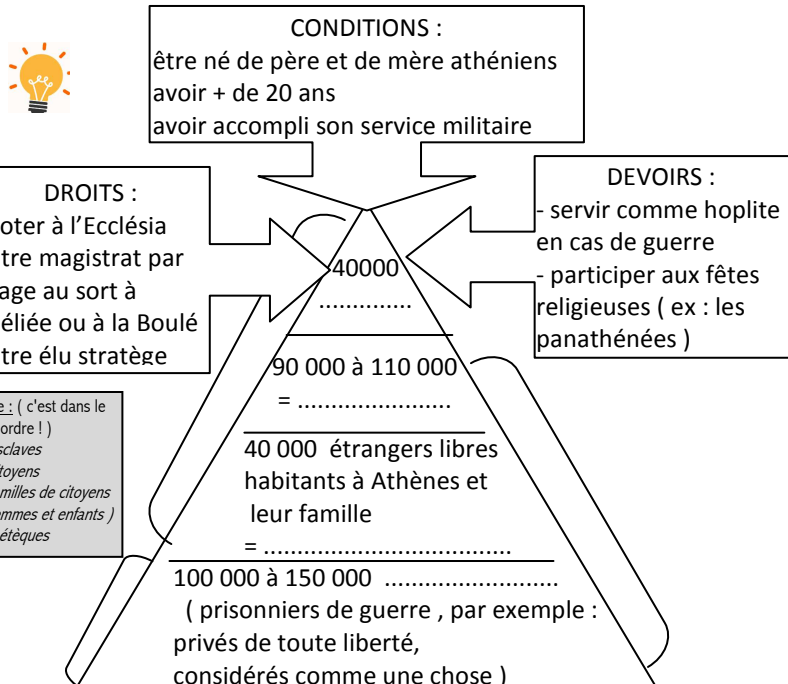 CONDITIONS :
être né de père et de mère athéniens
avoir + de 20 ans
avoir accompli son service militaire
DROITS :
oter à l'Ecclésia
tre magistrat par
age au sort à
éliée ou à la Boulé
tre élu stratège
DEVOIRS :
- servir comme hoplite
en cas de guerre
- participer aux fêtes
religieuses ( ex : les
panathénées )
e : ( c'est dans le
ordre ! )
sclaves
toyens
milles de citoyens
mmes et enfants )
étèques
40000
..............
90 000 à 110 000
= .......................
40 000 étrangers libres
habitants à Athènes et
leur famille
= .....................................
100 000 à 150 000 ..........................
( prisonniers de guerre , par exemple :
privés de toute liberté,
considérés comme une chose )